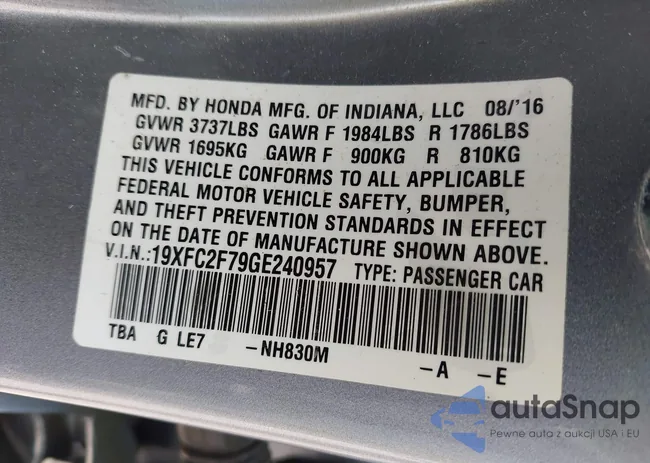 MFD. BY HONDA MFG. OF INDIANA, LLC 08/'16
GVWR 3737LBS GAWR F 1984LBS R 1786LBS
GVWR 1695KG GAWR F 900KG R 810KG
THIS VEHICLE CONFORMS TO ALL APPLICABLE
FEDERAL MOTOR VEHICLE SAFETY, BUMPER,
AND THEFT PREVENTION STANDARDS IN EFFECT
ON THE DATE OF MANUFACTURE SHOWN ABOVE.
V.I.N.:19XFC2F79GE240957 TYPE: PASSENGER CAR
TBA G LE7 -NH830M -A -E
autaSnap
Pewne auta z aukcji USA i EU